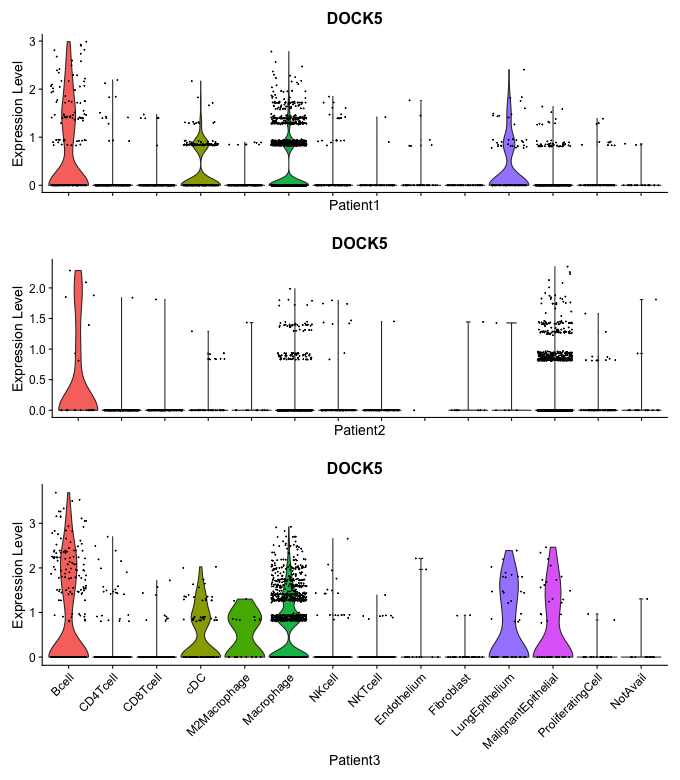 DOCK5
Expression Level
3
2
1
0
Patient1
DOCK5
Expression Level
2.0
1.5
1.0
0.5
0.0
Patient2
DOCK5
Expression Level
3
2
1
0
Bcell
CD4Tcell
CD8Tcell
cDC
M2Macrophage
Macrophage
NKcell
NKTcell
Endothelium
Fibroblast
LungEpithelium
MalignantEpithelial
ProliferatingCell
NotAvail
Patient3